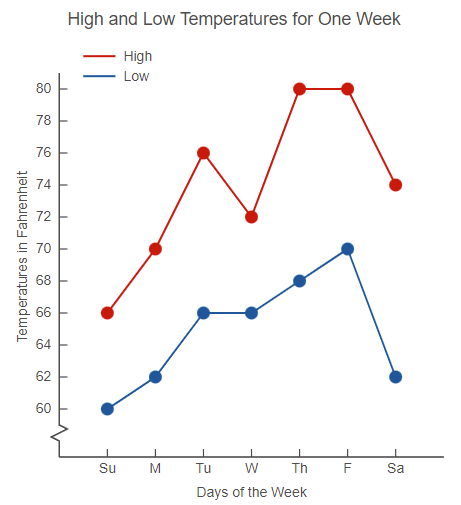 High and Low Temperatures for One Week
High
Low
Temperatures in Fahrenheit
80
78
76
74
72
70
68
66
64
62
60
Su M Tu W Th F Sa
Days of the Week